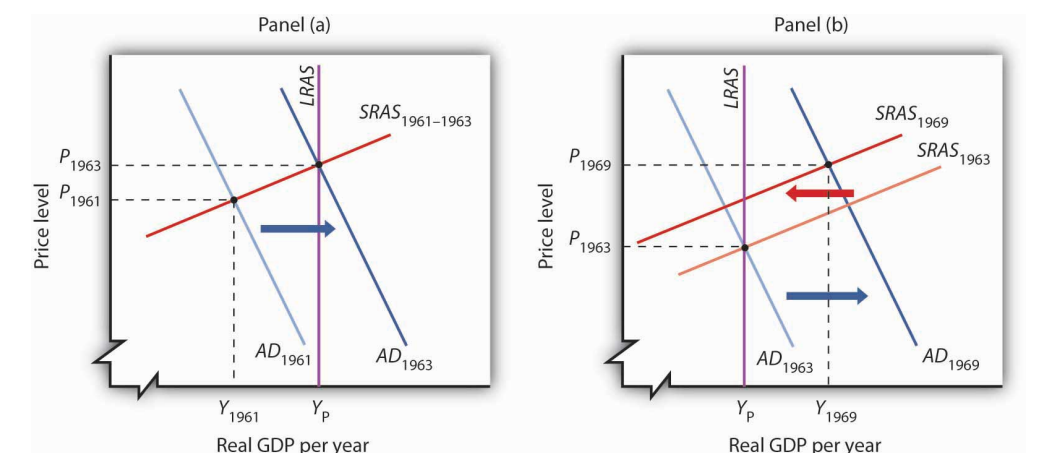 Panel (a)
LRAS
SRAS1961–1963
P1963
P1961
Price level
AD1961
AD1963
Y1961
YP
Real GDP per year
Panel (b)
LRAS
SRAS1969
SRAS1963
P1969
P1963
Price level
AD1963
AD1969
YP
Y1969
Real GDP per year